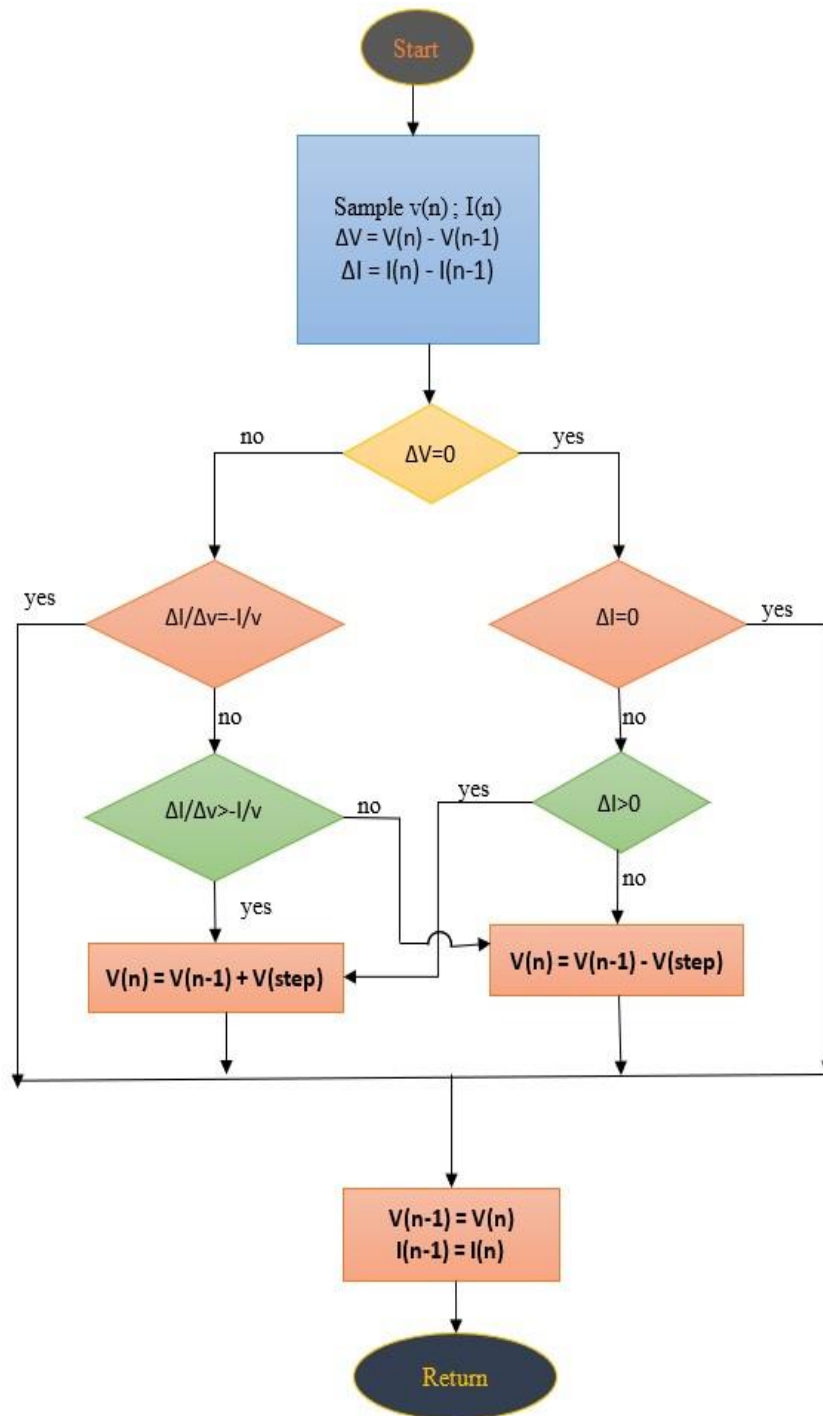 Start
Sample v(n) ; I(n)
ΔV = V(n) - V(n-1)
ΔI = I(n) - I(n-1)
no
yes
ΔV=0
yes
ΔI/Δv=-I/v
ΔI=0
yes
no
no
ΔI/Δv>-I/v
no
yes
ΔI>0
yes
no
V(n) = V(n-1) + V(step)
V(n) = V(n-1) - V(step)
V(n-1) = V(n)
I(n-1) = I(n)
Return